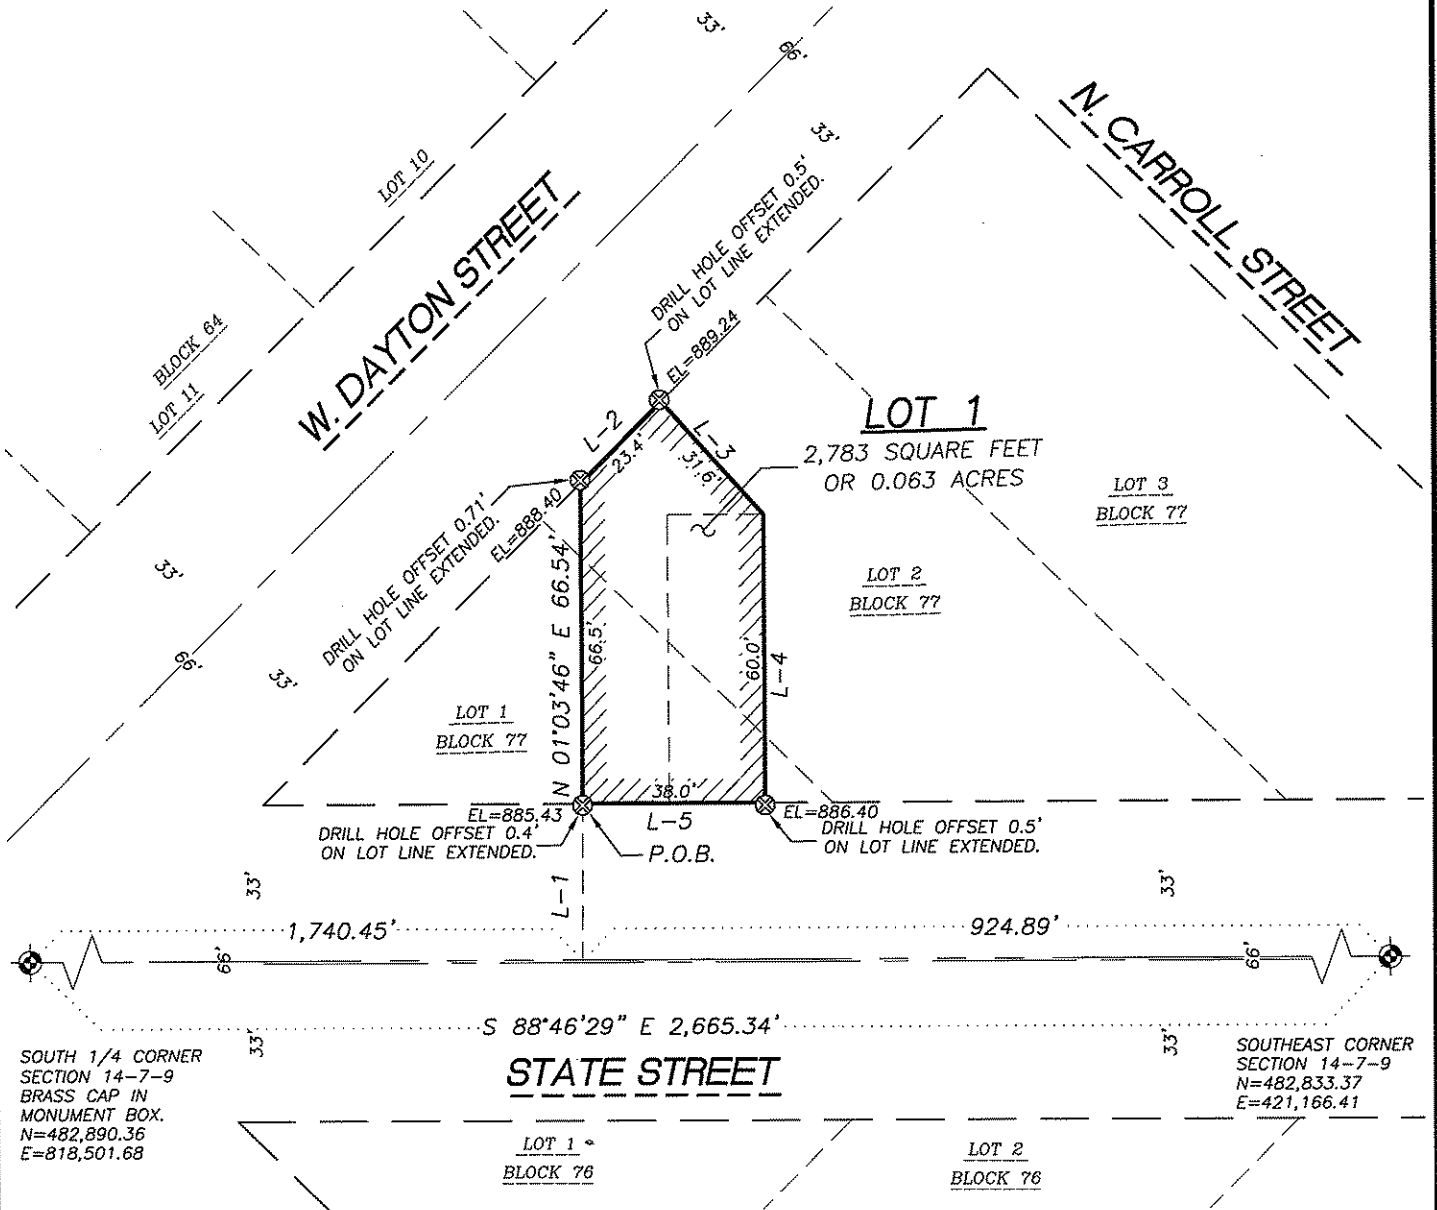 33'
66'
N. CARROLL STREET
33'
LOT 10
W. DAYTON STREET
DRILL HOLE OFFSET 0.5'
ON LOT LINE EXTENDED.
EL=889.24
BLOCK 64
LOT 11
L-2
23.4'
L-3
31.6'
LOT 1
2,783 SQUARE FEET
OR 0.063 ACRES
LOT 3
BLOCK 77
DRILL HOLE OFFSET 0.71'
ON LOT LINE EXTENDED.
EL=888.40
LOT 2
BLOCK 77
33'
66'
33'
N 01°03'46" E 66.54'
66.5'
60.0'
L-4
LOT 1
BLOCK 77
38.0'
EL=885.43
L-5
EL=886.40
DRILL HOLE OFFSET 0.4'
ON LOT LINE EXTENDED.
P.O.B.
DRILL HOLE OFFSET 0.5'
ON LOT LINE EXTENDED.
33'
L-1
33'
1,740.45'
924.89'
66'
66'
S 88°46'29" E 2,665.34'
33'
33'
STATE STREET
SOUTH 1/4 CORNER
SECTION 14-7-9
BRASS CAP IN
MONUMENT BOX.
N=482,890.36
E=818,501.68
SOUTHEAST CORNER
SECTION 14-7-9
N=482,833.37
E=421,166.41
LOT 1
BLOCK 76
LOT 2
BLOCK 76